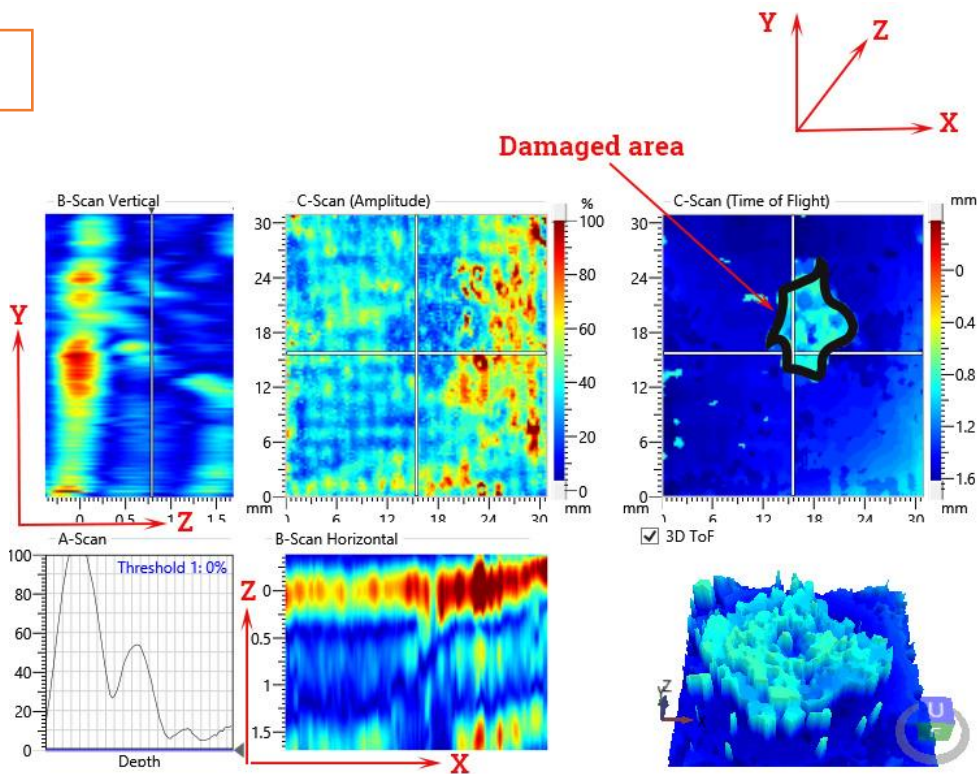 Y
Z
X
Damaged area
B-Scan Vertical
C-Scan (Amplitude)
%
C-Scan (Time of Flight)
mm
30
24
18
12
6
0
100
80
60
40
20
0
30
24
18
12
6
0
0
-0.4
-0.8
-1.2
-1.6
Y
0 0.5 1 1.5
mm
6 12 18 24 30
mm
mm
6 12 18 24 30
mm
Z
A-Scan
B-Scan Horizontal
3D ToF
100
80
60
40
20
0
Threshold 1: 0%
Depth
Z
0
0.5
1
1.5
X
Z
U